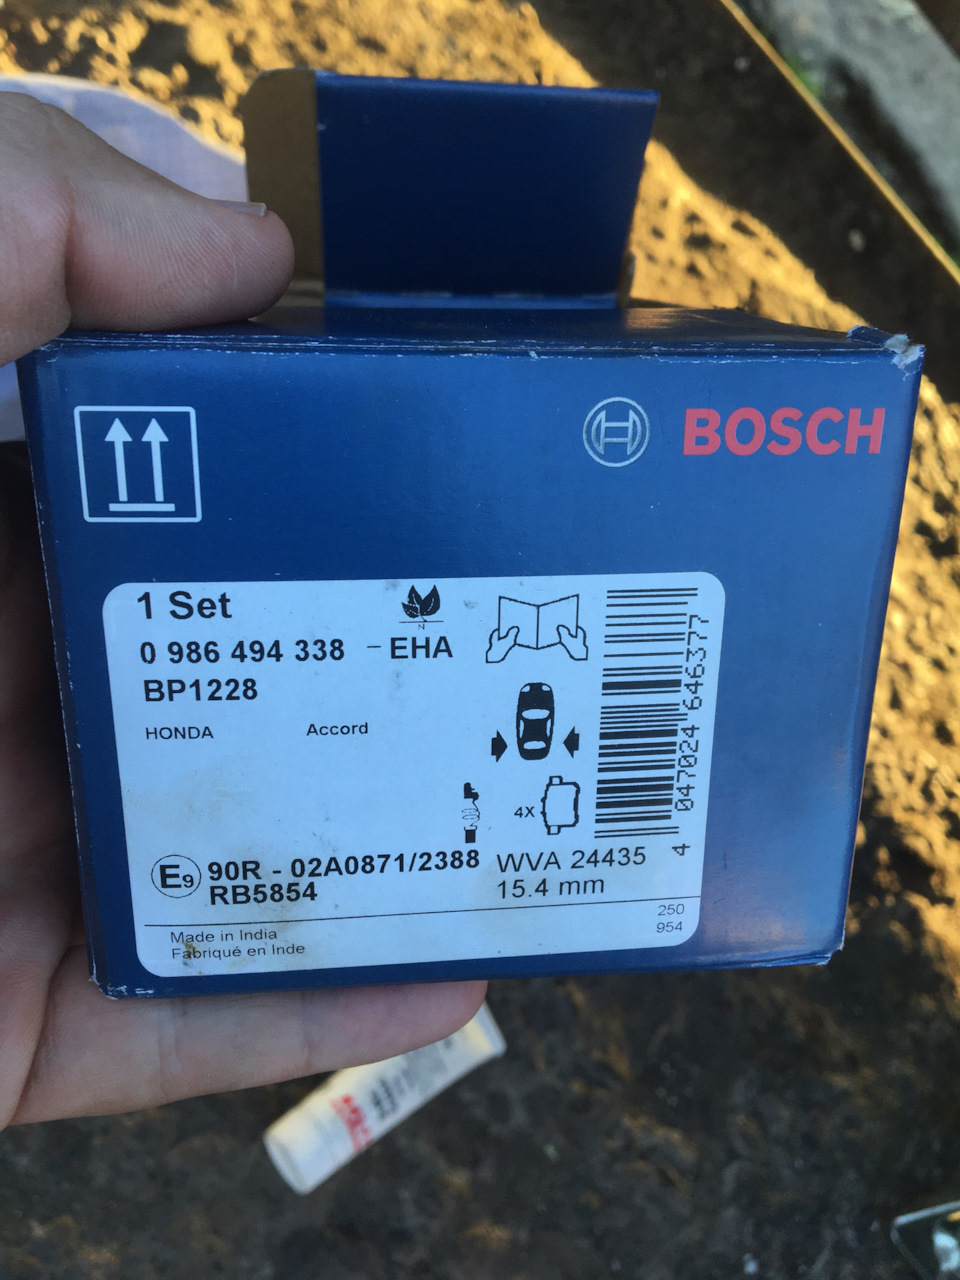 BOSCH
1 Set
N
0 986 494 338 - EHA
BP1228
HONDA Accord
4X
E9 90R - 02A0871/2388
RB5854
WVA 24435
15.4 mm
250
954
Made in India
Fabriqué en Inde
4 047024 646377